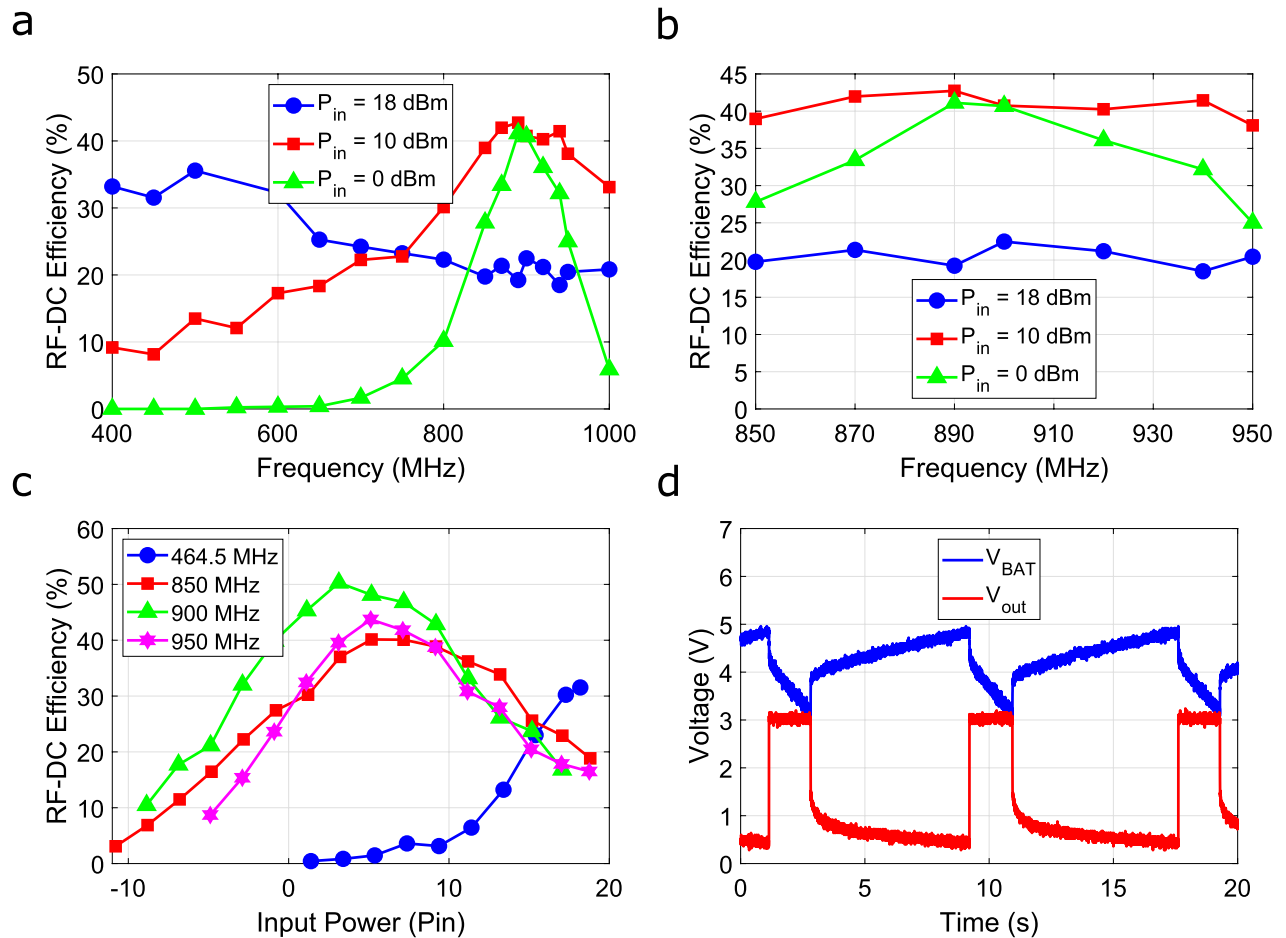 a
50
40
30
20
10
0
RF-DC Efficiency (%)
P_in = 18 dBm
P_in = 10 dBm
P_in = 0 dBm
400 600 800 1000
Frequency (MHz)
b
45
40
35
30
25
20
15
10
5
0
RF-DC Efficiency (%)
P_in = 18 dBm
P_in = 10 dBm
P_in = 0 dBm
850 870 890 910 930 950
Frequency (MHz)
c
60
50
40
30
20
10
0
RF-DC Efficiency (%)
464.5 MHz
850 MHz
900 MHz
950 MHz
-10 0 10 20
Input Power (Pin)
d
7
6
5
4
3
2
1
0
Voltage (V)
V_BAT
V_out
0 5 10 15 20
Time (s)